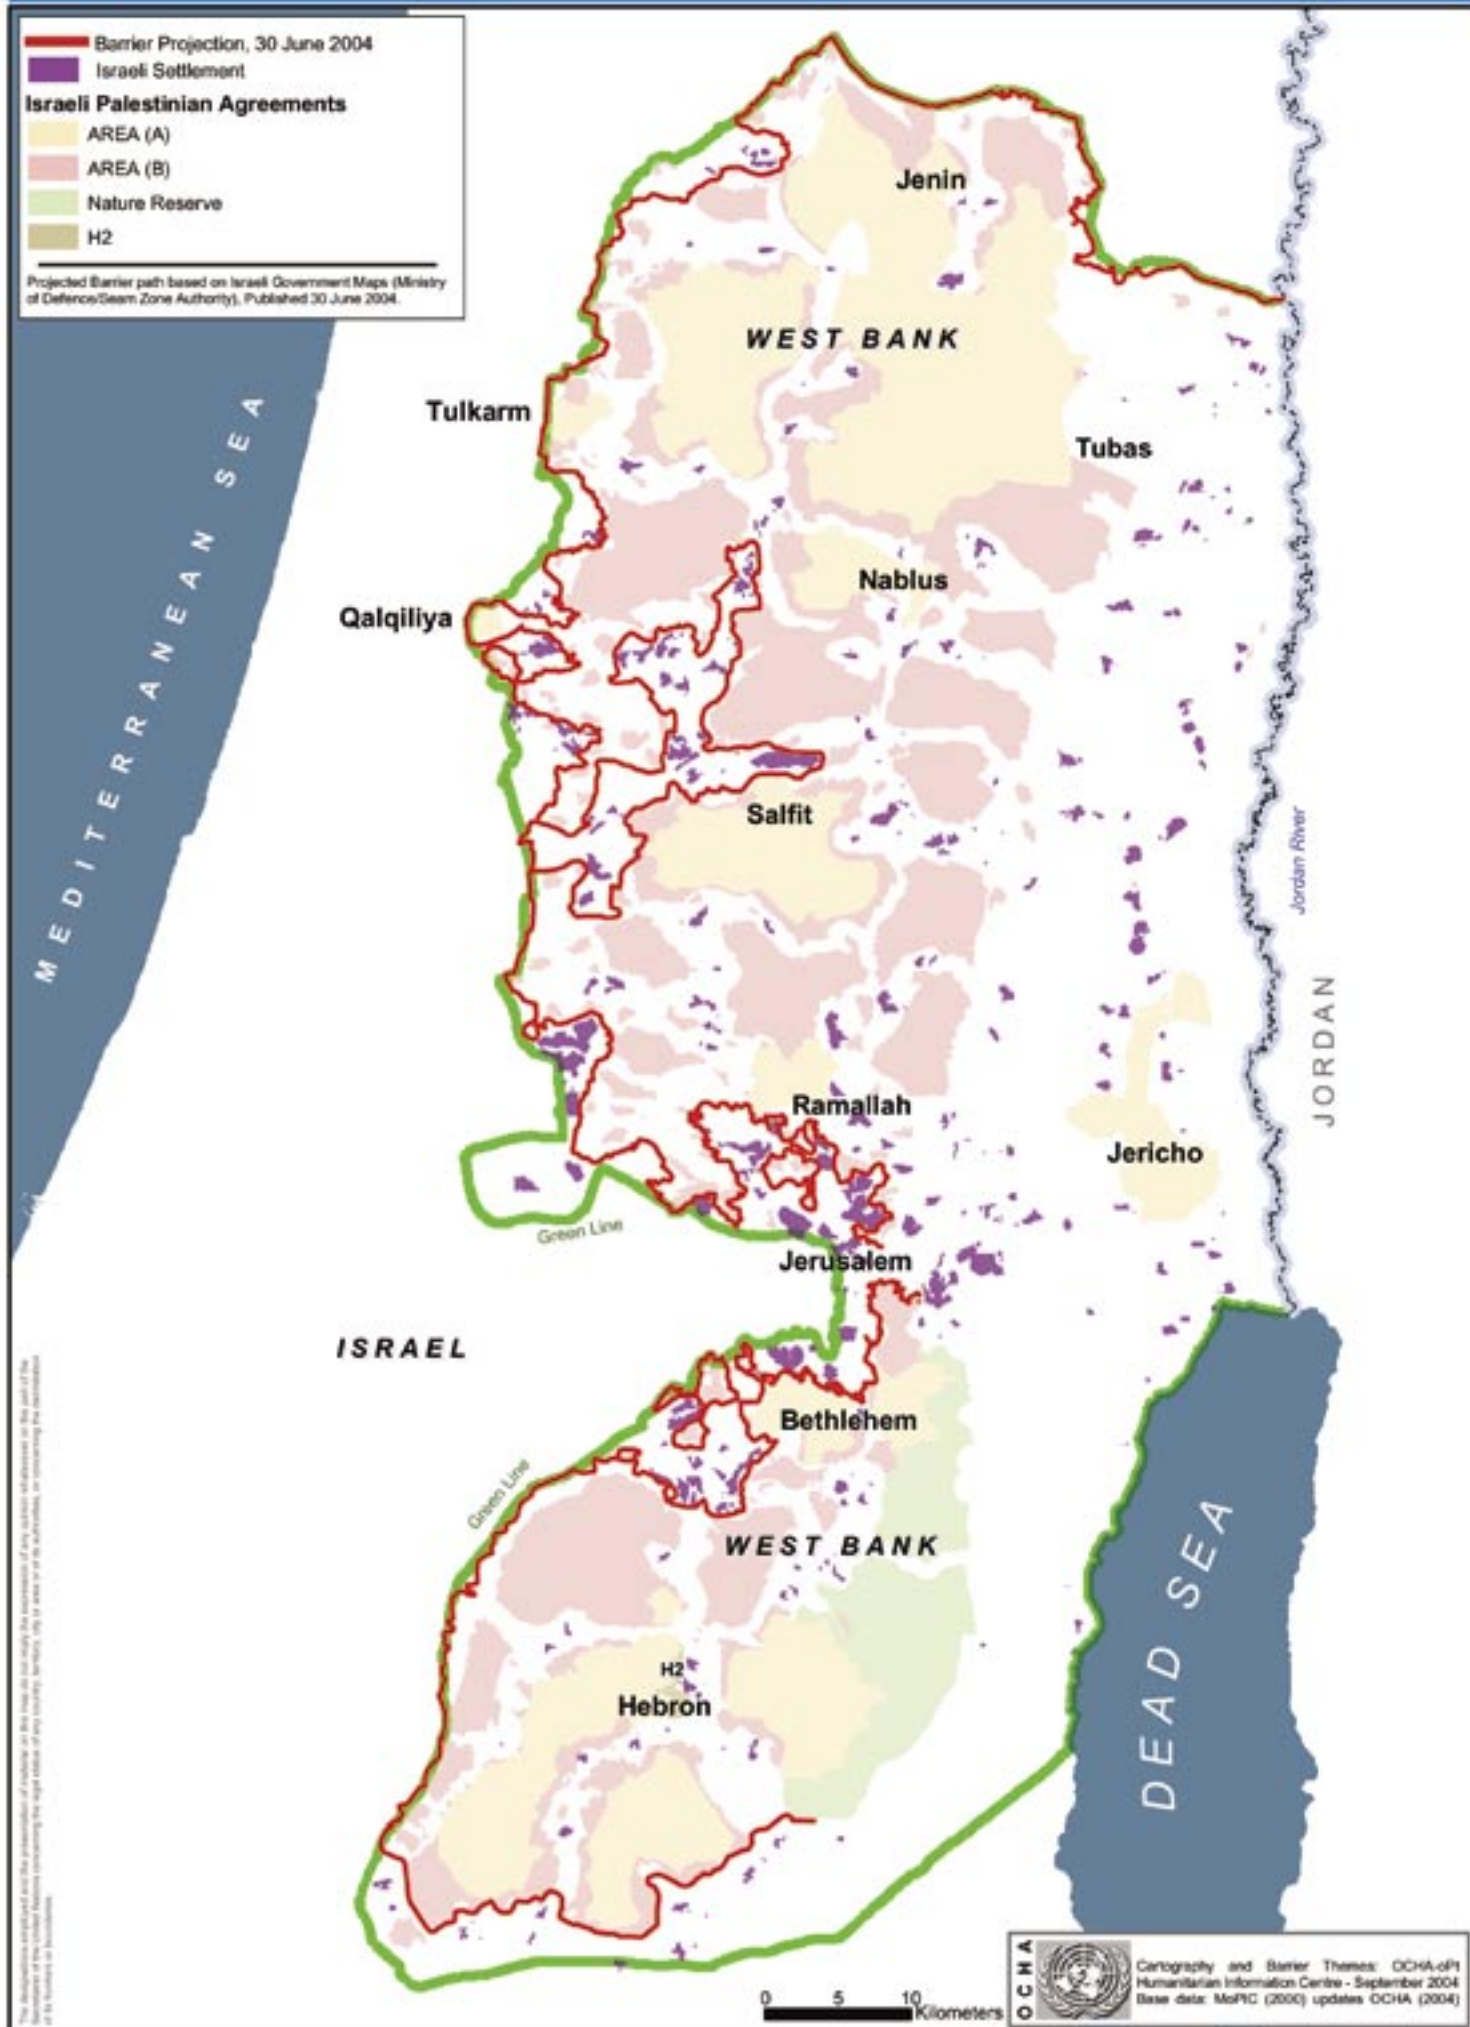 Barrier Projection, 30 June 2004
Israeli Settlement
Israeli Palestinian Agreements
AREA (A)
AREA (B)
Nature Reserve
H2
Projected Barrier path based on Israeli Government Maps (Ministry
of Defence/Seam Zone Authority), Published 30 June 2004.
Jenin
WEST BANK
Tulkarm
Tubas
MEDITERRANEAN SEA
Nablus
Qalqiliya
Salfit
Jordan River
JORDAN
Ramallah
Jericho
Green Line
Jerusalem
ISRAEL
Bethlehem
Green Line
WEST BANK
DEAD SEA
H2
Hebron
0 5 10
Kilometers
OCHA
Cartography and Barrier Themes: OCHA-oPt
Humanitarian Information Centre - September 2004
Base data: MoPIC (2000) updates OCHA (2004)